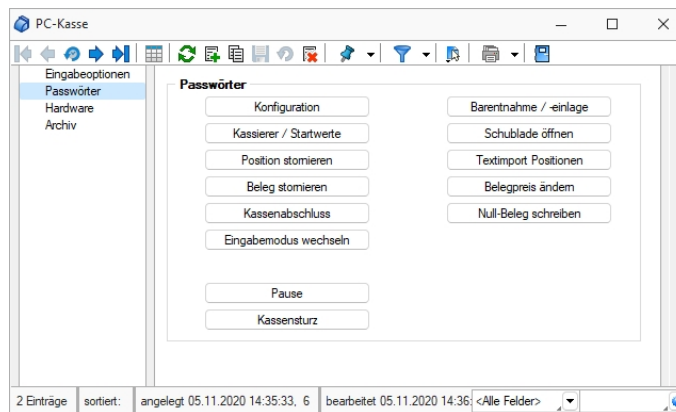 PC-Kasse
Eingabeoptionen
Passwörter
Hardware
Archiv
Passwörter
Konfiguration
Barentnahme / -einlage
Kassierer / Startwerte
Schublade öffnen
Position stornieren
Textimport Positionen
Beleg stornieren
Belegpreis ändern
Kassenabschluss
Null-Beleg schreiben
Eingabemodus wechseln
Pause
Kassensturz
2 Einträge sortiert: angelegt 05.11.2020 14:35:33, 6 bearbeitet 05.11.2020 14:36: <Alle Felder>